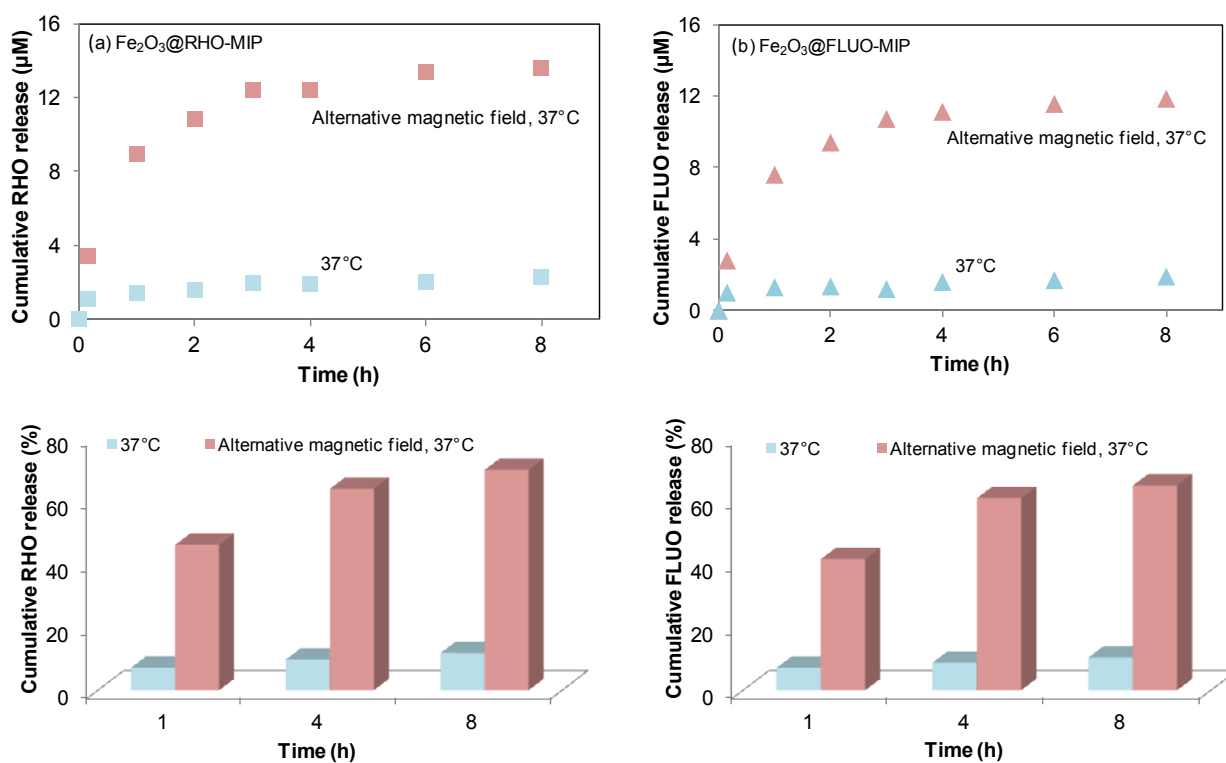 (a) Fe₂O₃@RHO-MIP
Cumulative RHO release (µM)
16
12
8
4
0
Alternative magnetic field, 37°C
37°C
0 2 4 6 8
Time (h)
(b) Fe₂O₃@FLUO-MIP
Cumulative FLUO release (µM)
16
12
8
4
0
Alternative magnetic field, 37°C
37°C
0 2 4 6 8
Time (h)
37°C Alternative magnetic field, 37°C
Cumulative RHO release (%)
80
60
40
20
0
1 4 8
Time (h)
37°C Alternative magnetic field, 37°C
Cumulative FLUO release (%)
80
60
40
20
0
1 4 8
Time (h)